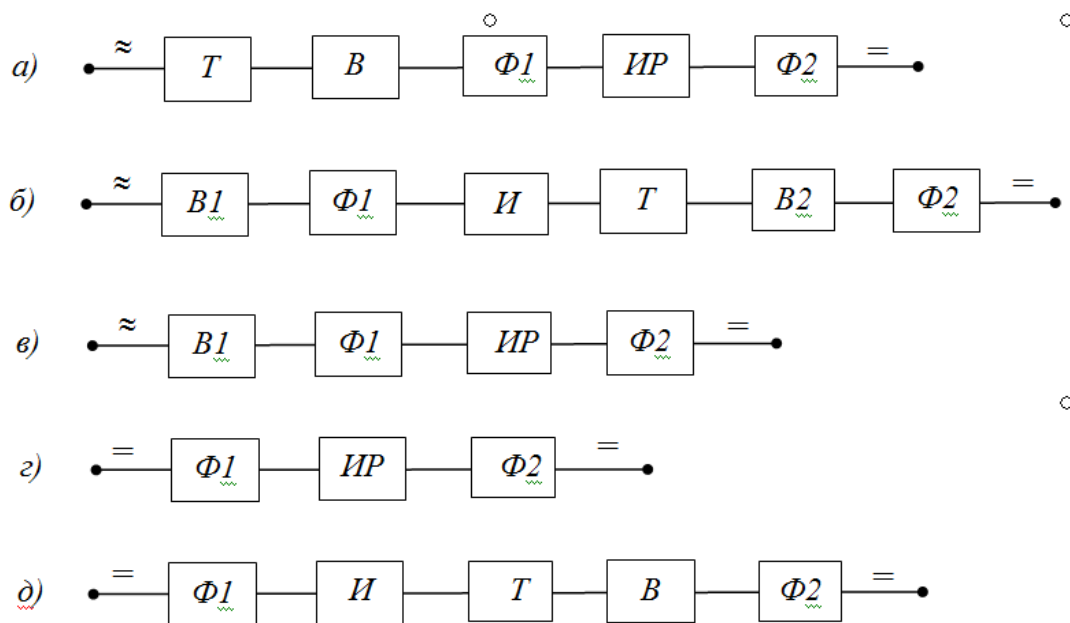 а) ≈ Т В Ф1 ИР Ф2 =
б) ≈ В1 Ф1 И Т В2 Ф2 =
в) ≈ В1 Ф1 ИР Ф2 =
г) = Ф1 ИР Ф2 =
д) = Ф1 И Т В Ф2 =